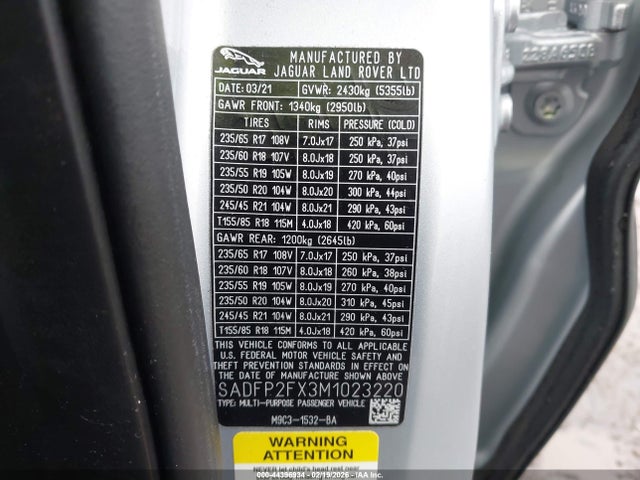 JAGUAR
MANUFACTURED BY
JAGUAR LAND ROVER LTD
DATE: 03/21 GVWR: 2430kg (5355lb)
GAWR FRONT: 1340kg (2950lb)
TIRES RIMS PRESSURE (COLD)
235/65 R17 108V 7.0Jx17 250 kPa, 37psi
235/60 R18 107V 8.0Jx18 250 kPa, 37psi
235/55 R19 105W 8.0Jx19 270 kPa, 40psi
235/50 R20 104W 8.0Jx20 300 kPa, 44psi
245/45 R21 104W 8.0Jx21 290 kPa, 43psi
T155/85 R18 115M 4.0Jx18 420 kPa, 60psi
GAWR REAR: 1200kg (2645lb)
235/65 R17 108V 7.0Jx17 250 kPa, 37psi
235/60 R18 107V 8.0Jx18 260 kPa, 38psi
235/55 R19 105W 8.0Jx19 270 kPa, 40psi
235/50 R20 104W 8.0Jx20 310 kPa, 45psi
245/45 R21 104W 8.0Jx21 290 kPa, 43psi
T155/85 R18 115M 4.0Jx18 420 kPa, 60psi
THIS VEHICLE CONFORMS TO ALL APPLICABLE
U.S. FEDERAL MOTOR VEHICLE SAFETY, BUMPER, AND
THEFT PREVENTION STANDARDS IN EFFECT ON THE
DATE OF MANUFACTURE SHOWN ABOVE.
SADFP2FX3M1023220
TYPE: MULTI-PURPOSE PASSENGER VEHICLE
M9C3-1532-BA
WARNING
ATTENTION
NEVER let child's head lean
000-44396934 - 02/19/2026 - IAAI.COM